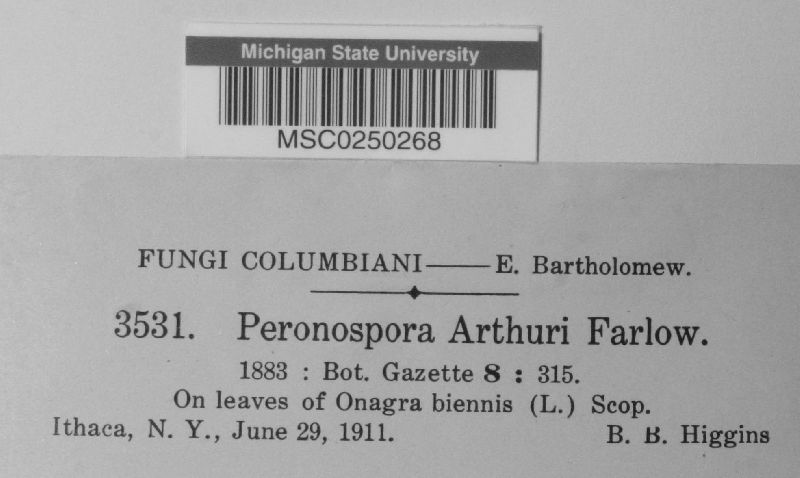 Michigan State University
MSC0250268
FUNGI COLUMBIANI—E. Bartholomew.
3531. Peronospora Arthuri Farlow.
1883 : Bot. Gazette 8 : 315.
On leaves of Onagra biennis (L.) Scop.
Ithaca, N. Y., June 29, 1911. B. B. Higgins